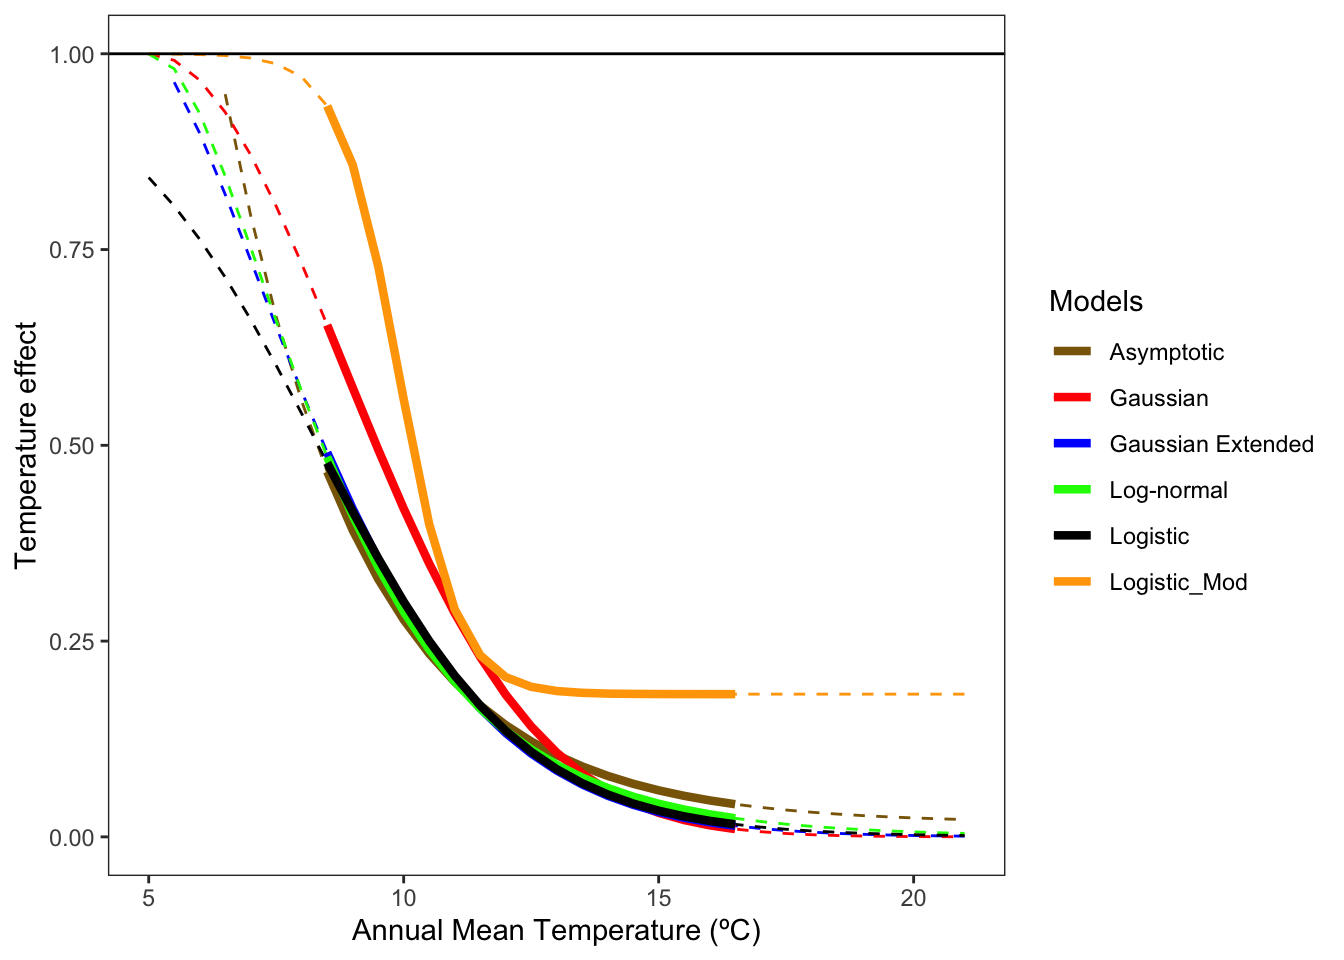 1.00
0.75
0.50
0.25
0.00
Temperature effect
5
10
15
20
Annual Mean Temperature (ºC)
Models
Asymptotic
Gaussian
Gaussian Extended
Log-normal
Logistic
Logistic_Mod